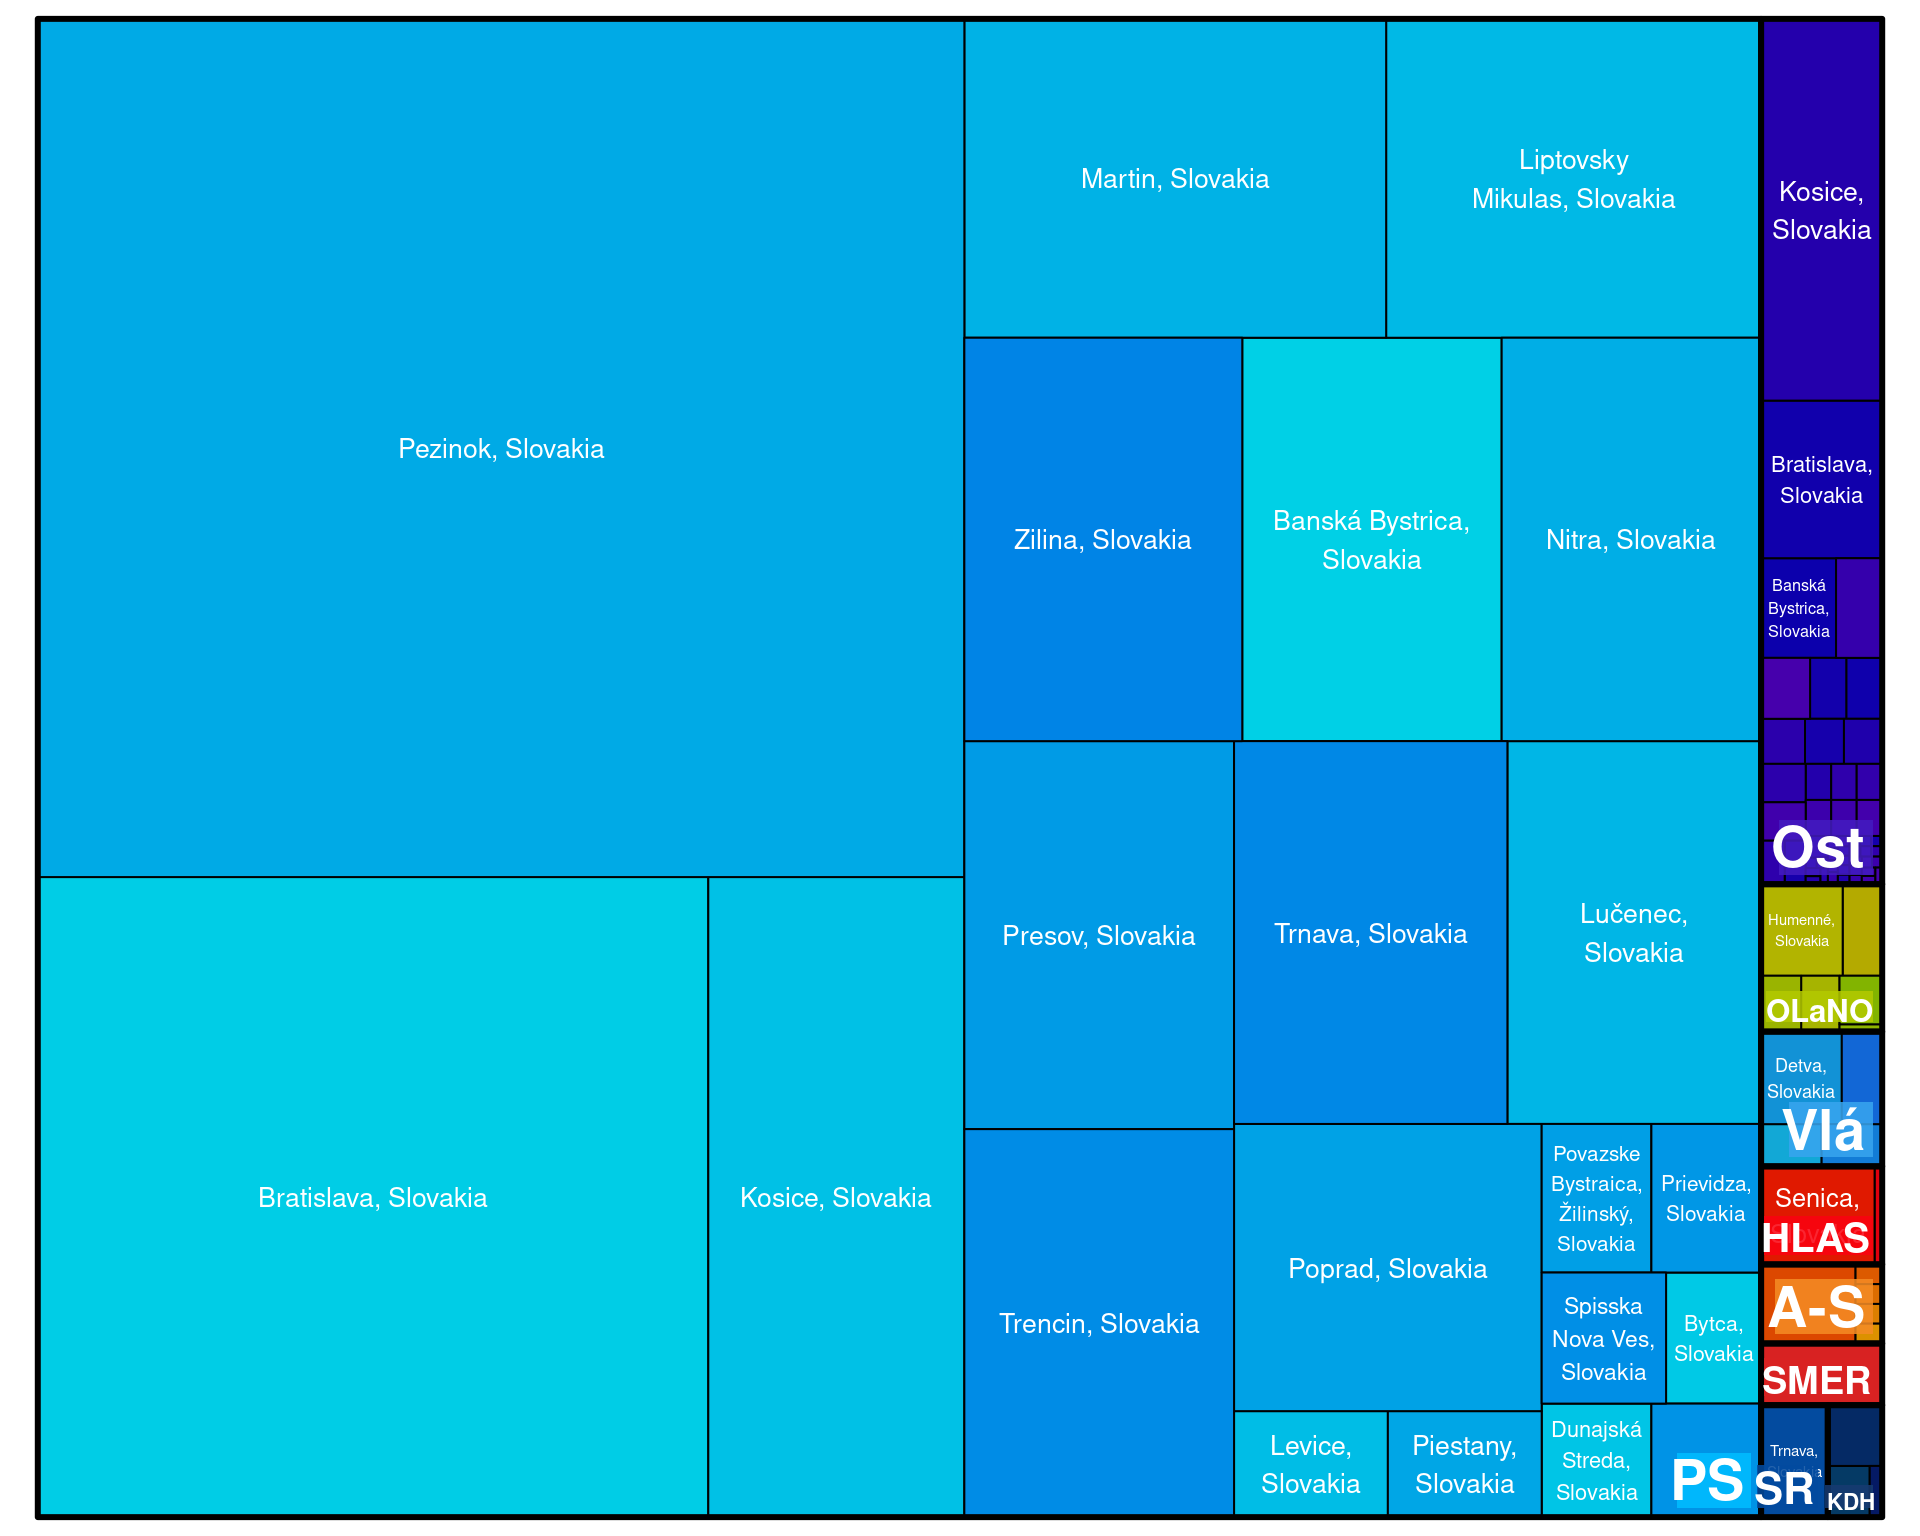 Pezinok, Slovakia
Martin, Slovakia
Liptovsky
Mikulas, Slovakia
Kosice,
Slovakia
Zilina, Slovakia
Banská Bystrica,
Slovakia
Nitra, Slovakia
Bratislava,
Slovakia
Banská
Bystrica,
Slovakia
Ost
Presov, Slovakia
Trnava, Slovakia
Lučenec,
Slovakia
Humenné,
Slovakia
OLaNO
Detva,
Slovakia
Vlá
Bratislava, Slovakia
Kosice, Slovakia
Trencin, Slovakia
Poprad, Slovakia
Povazske
Bystraica,
Žilinský,
Slovakia
Prievidza,
Slovakia
Senica,
HLAS
Spisska
Nova Ves,
Slovakia
Bytca,
Slovakia
A-S
SMER
Levice,
Slovakia
Piestany,
Slovakia
Dunajská
Streda,
Slovakia
PS
Trnava,
SR
KDH